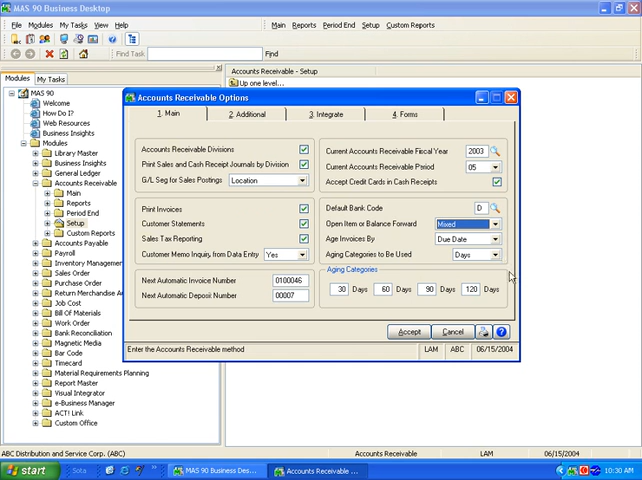 MAS 90 Business Desktop
File Modules My Tasks View Help
Main Reports Period End Setup Custom Reports
Find Task Find
Modules My Tasks
Accounts Receivable - Setup
Up one level...
MAS 90
Welcome
How Do I?
Web Resources
Business Insights
Modules
Library Master
Business Insights
General Ledger
Accounts Receivable
Main
Reports
Period End
Setup
Custom Reports
Accounts Payable
Payroll
Inventory Management
Sales Order
Purchase Order
Return Merchandise Au
Job Cost
Bill Of Materials
Work Order
Bank Reconciliation
Magnetic Media
Bar Code
Timecard
Material Requirements Planning
Report Master
Visual Integrator
e-Business Manager
ACT! Link
Custom Office
Accounts Receivable Options
1. Main 2. Additional 3. Integrate 4. Forms
Accounts Receivable Divisions
Print Sales and Cash Receipt Journals by Division
G/L Seg for Sales Postings Location
Print Invoices
Customer Statements
Sales Tax Reporting
Customer Memo Inquiry from Data Entry Yes
Next Automatic Invoice Number 0100046
Next Automatic Deposit Number 00007
Current Accounts Receivable Fiscal Year 2003
Current Accounts Receivable Period 05
Accept Credit Cards in Cash Receipts
Default Bank Code D
Open Item or Balance Forward Mixed
Age Invoices By Due Date
Aging Categories to be Used Days
Aging Categories
30 Days 60 Days 90 Days 120 Days
Accept Cancel
Enter the Accounts Receivable method LAM ABC 06/15/2004
ABC Distribution and Service Corp. (ABC) Accounts Receivable LAM 06/15/2004
start Sota MAS 90 Business Des... Accounts Receivable ... 10:30 AM